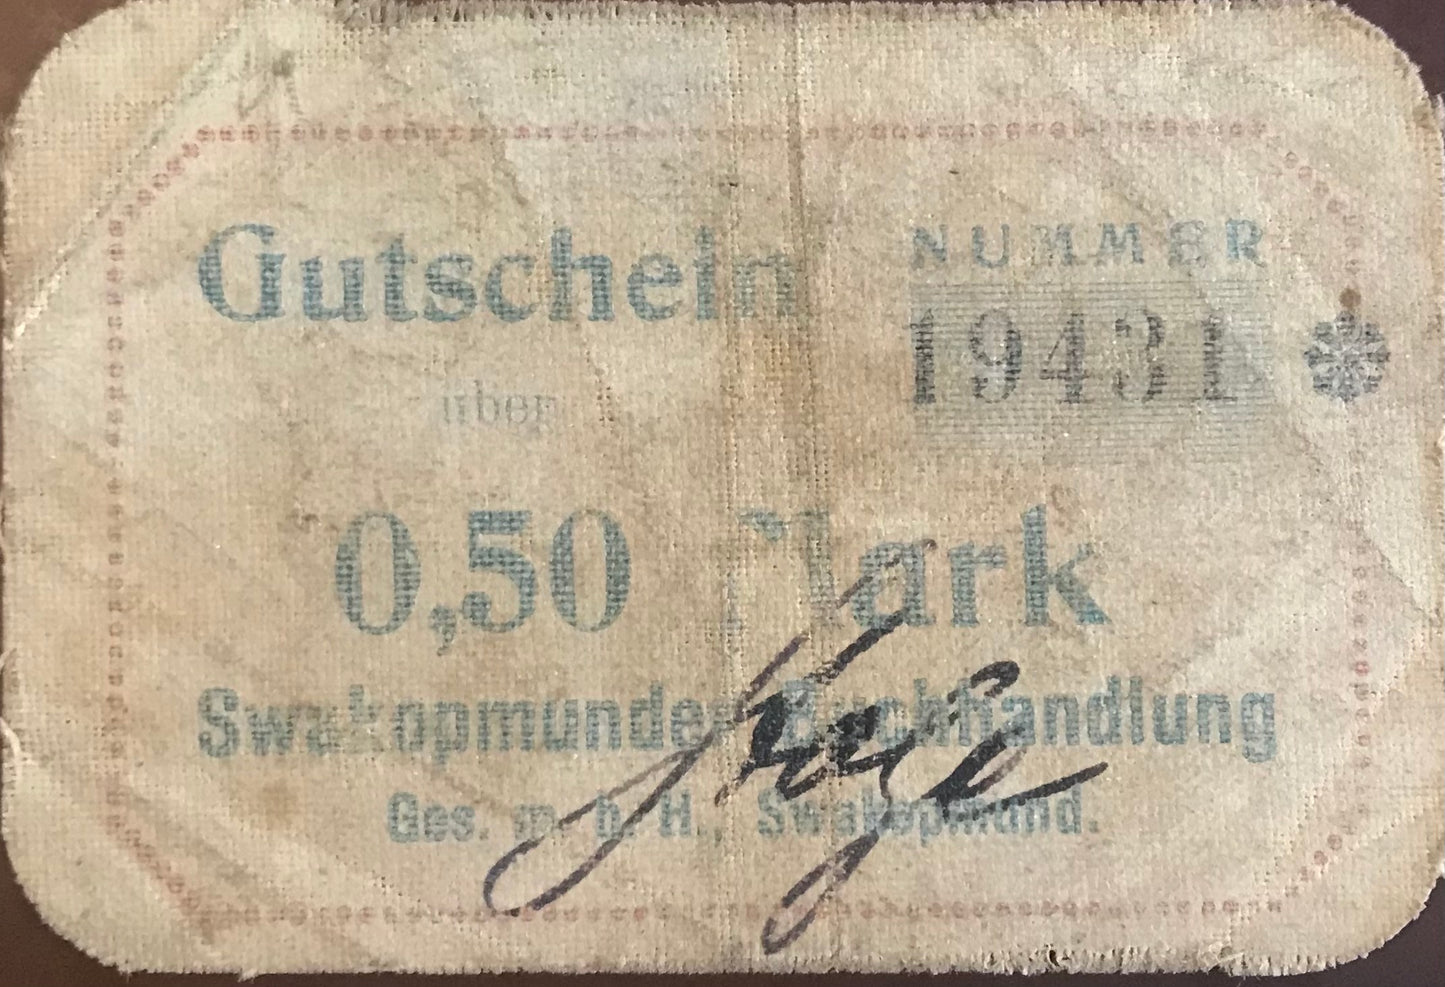 Gutschein
über
NUMMER
19431
0,50 Mark
Swakopmunder Buchhandlung
Ges. m. b. H., Swakopmund.